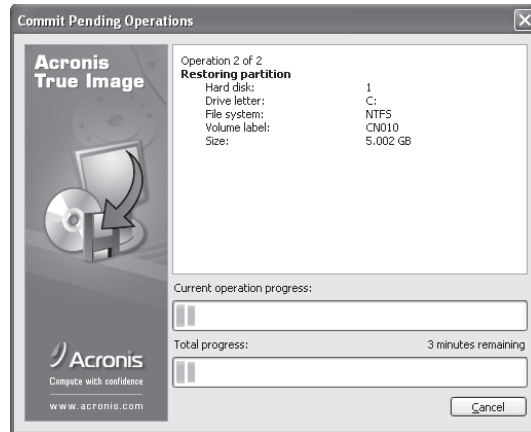 Commit Pending Operations
Acronis
True Image
Operation 2 of 2
Restoring partition
Hard disk: 1
Drive letter: C:
File system: NTFS
Volume label: CN010
Size: 5.002 GB
Current operation progress:
Total progress: 3 minutes remaining
Acronis
Compute with confidence
www.acronis.com
Cancel